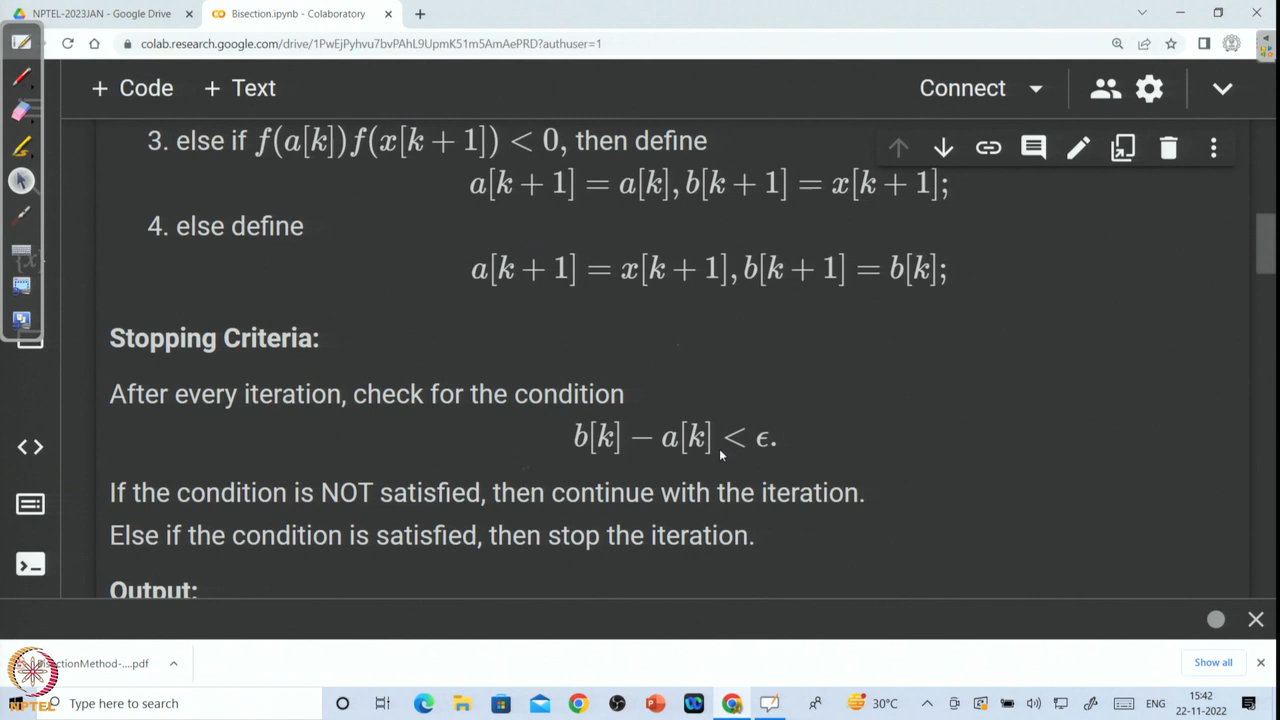 NPTEL-2023JAN - Google Drive
Bisection.ipynb - Colaboratory
colab.research.google.com/drive/1PwEjPyhvu7bvPAhL9UpmK51m5AmAePRD?authuser=1
+ Code + Text
Connect
3. else if f(a[k])f(x[k + 1]) < 0, then define
a[k + 1] = a[k], b[k + 1] = x[k + 1];
4. else define
a[k + 1] = x[k + 1], b[k + 1] = b[k];
Stopping Criteria:
After every iteration, check for the condition
b[k] − a[k] < ϵ.
If the condition is NOT satisfied, then continue with the iteration.
Else if the condition is satisfied, then stop the iteration.
Output:
BisectionMethod-....pdf
Show all
NPTEL
Type here to search
30°C
ENG
15:42
22-11-2022